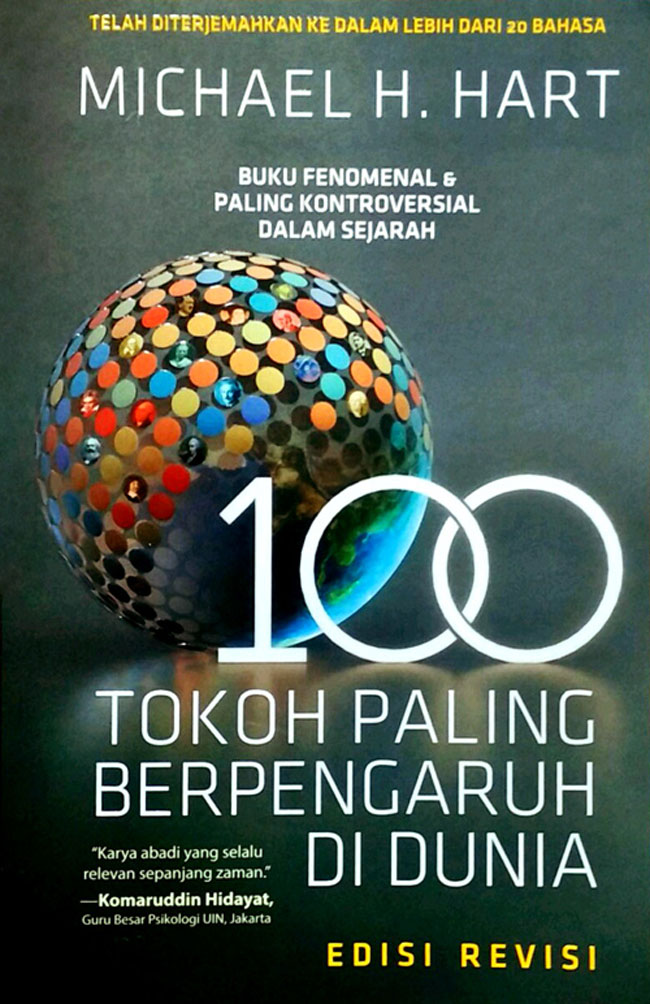 TELAH DITERJEMAHKAN KE DALAM LEBIH DARI 20 BAHASA
MICHAEL H. HART
BUKU FENOMENAL &
PALING KONTROVERSIAL
DALAM SEJARAH
100
TOKOH PALING
BERPENGARUH
DI DUNIA
“Karya abadi yang selalu
relevan sepanjang zaman.”
—Komaruddin Hidayat,
Guru Besar Psikologi UIN, Jakarta
EDISI REVISI